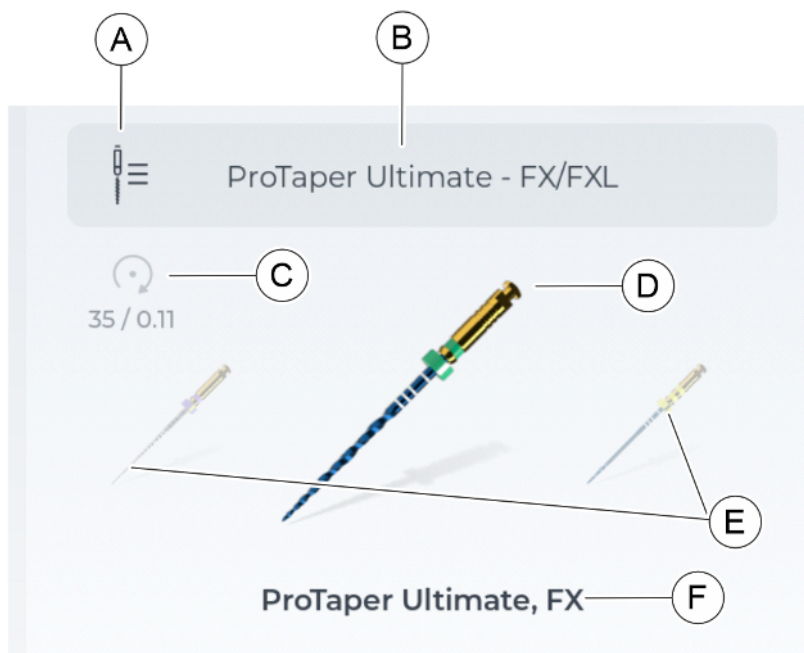 A
B
ProTaper Ultimate - FX/FXL
C
35 / 0.11
D
E
ProTaper Ultimate, FX
F